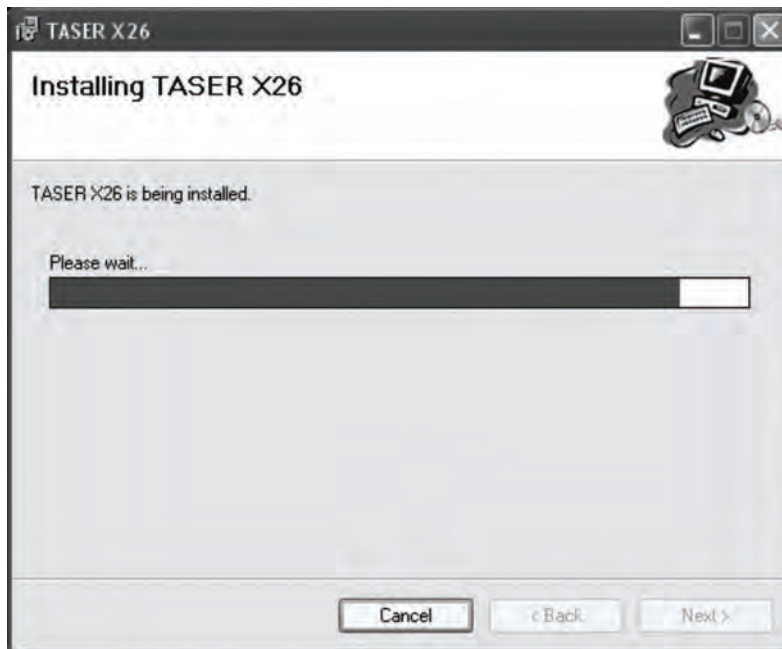 TASER X26
Installing TASER X26
TASER X26 is being installed.
Please wait...
Cancel
< Back
Next >